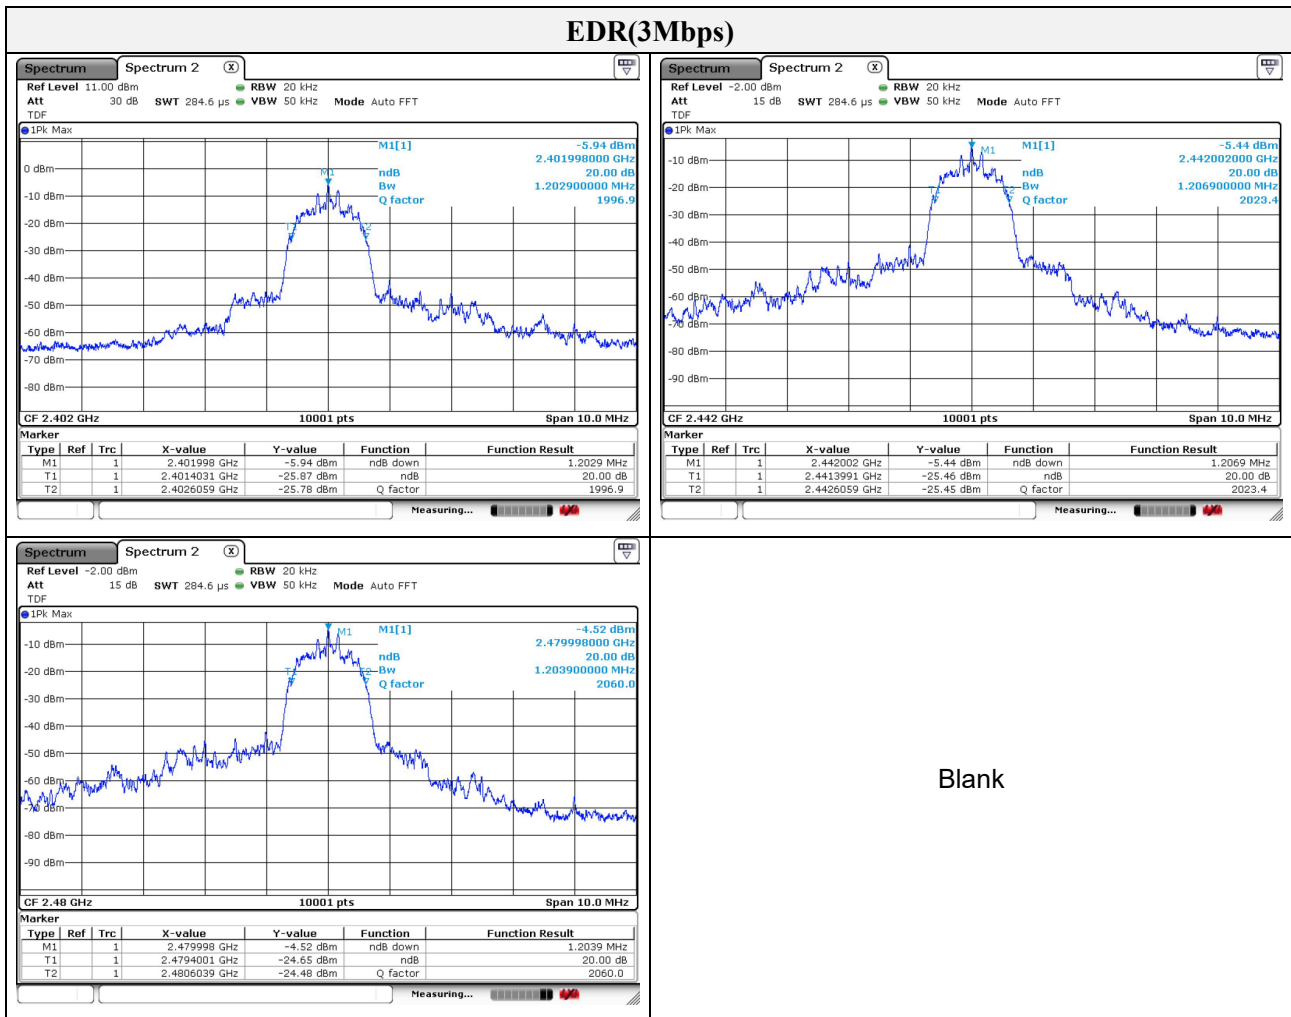 EDR(3Mbps)
Spectrum Spectrum 2 X
Ref Level 11.00 dBm RBW 20 kHz
Att 30 dB SWT 284.6 µs VBW 50 kHz Mode Auto FFT
TDF
1Pk Max
M1[1] -5.94 dBm
2.401998000 GHz
0 dBm
M1
ndB 20.00 dB
Bw 1.202900000 MHz
-10 dBm
Q factor 1996.9
-20 dBm
T1 T2
-30 dBm
-40 dBm
-50 dBm
-60 dBm
-70 dBm
-80 dBm
CF 2.402 GHz 10001 pts Span 10.0 MHz
Marker
Type Ref Trc X-value Y-value Function Function Result
M1 1 2.401998 GHz -5.94 dBm ndB down 1.2029 MHz
T1 1 2.4014031 GHz -25.87 dBm ndB 20.00 dB
T2 1 2.4026059 GHz -25.78 dBm Q factor 1996.9
Measuring...
Spectrum Spectrum 2 X
Ref Level -2.00 dBm RBW 20 kHz
Att 15 dB SWT 284.6 µs VBW 50 kHz Mode Auto FFT
TDF
1Pk Max
M1 M1[1] -5.44 dBm
-10 dBm
2.442002000 GHz
ndB 20.00 dB
-20 dBm
T1 T2 Bw 1.206900000 MHz
Q factor 2023.4
-30 dBm
-40 dBm
-50 dBm
-60 dBm
-70 dBm
-80 dBm
-90 dBm
CF 2.442 GHz 10001 pts Span 10.0 MHz
Marker
Type Ref Trc X-value Y-value Function Function Result
M1 1 2.442002 GHz -5.44 dBm ndB down 1.2069 MHz
T1 1 2.4413991 GHz -25.46 dBm ndB 20.00 dB
T2 1 2.4426059 GHz -25.45 dBm Q factor 2023.4
Measuring...
Spectrum Spectrum 2 X
Ref Level -2.00 dBm RBW 20 kHz
Att 15 dB SWT 284.6 µs VBW 50 kHz Mode Auto FFT
TDF
1Pk Max
M1 M1[1] -4.52 dBm
-10 dBm
2.479998000 GHz
ndB 20.00 dB
-20 dBm
T1 T2 Bw 1.203900000 MHz
Q factor 2060.0
-30 dBm
-40 dBm
-50 dBm
-60 dBm
-70 dBm
-80 dBm
-90 dBm
CF 2.48 GHz 10001 pts Span 10.0 MHz
Marker
Type Ref Trc X-value Y-value Function Function Result
M1 1 2.479998 GHz -4.52 dBm ndB down 1.2039 MHz
T1 1 2.4794001 GHz -24.65 dBm ndB 20.00 dB
T2 1 2.4806039 GHz -24.48 dBm Q factor 2060.0
Measuring...
Blank